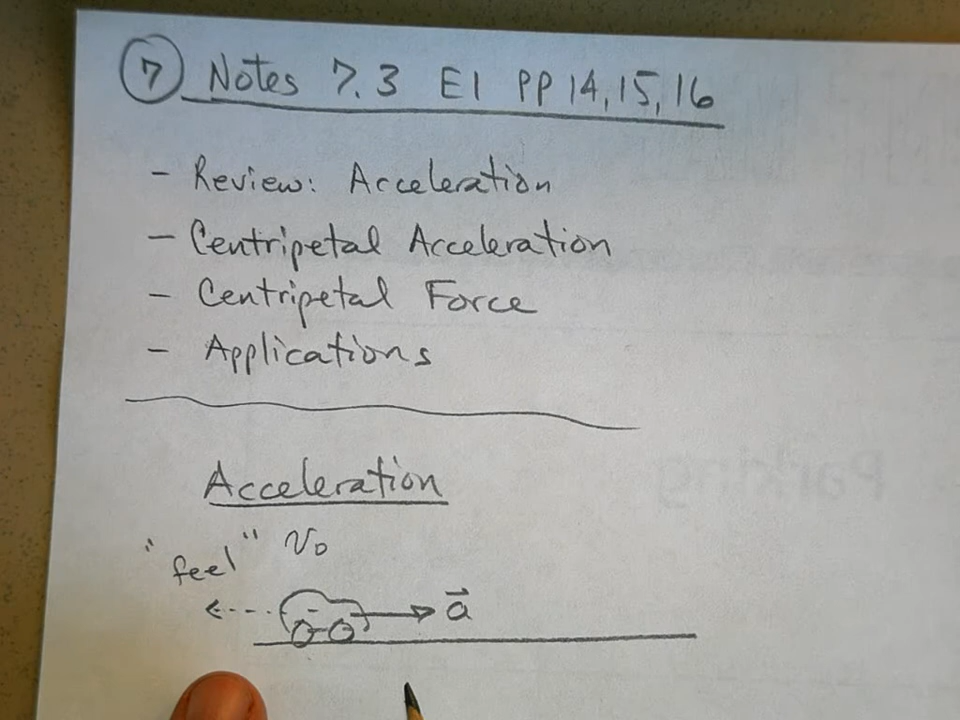 7 Notes 7.3 E1 PP 14, 15, 16
- Review: Acceleration
- Centripetal Acceleration
- Centripetal Force
- Applications
Parking
Acceleration
"feel" v₀
a⃗